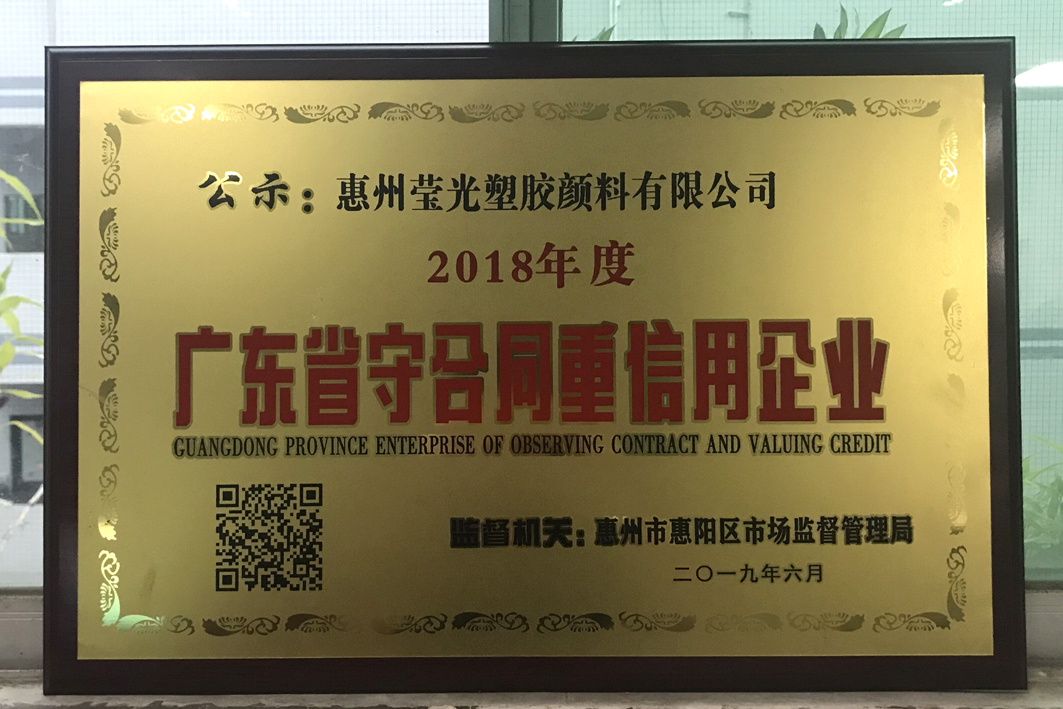 公示：惠州莹光塑胶颜料有限公司
2018年度
广东省守合同重信用企业
GUANGDONG PROVINCE ENTERPRISE OF OBSERVING CONTRACT AND VALUING CREDIT
监督机关：惠州市惠阳区市场监督管理局
二〇一九年六月